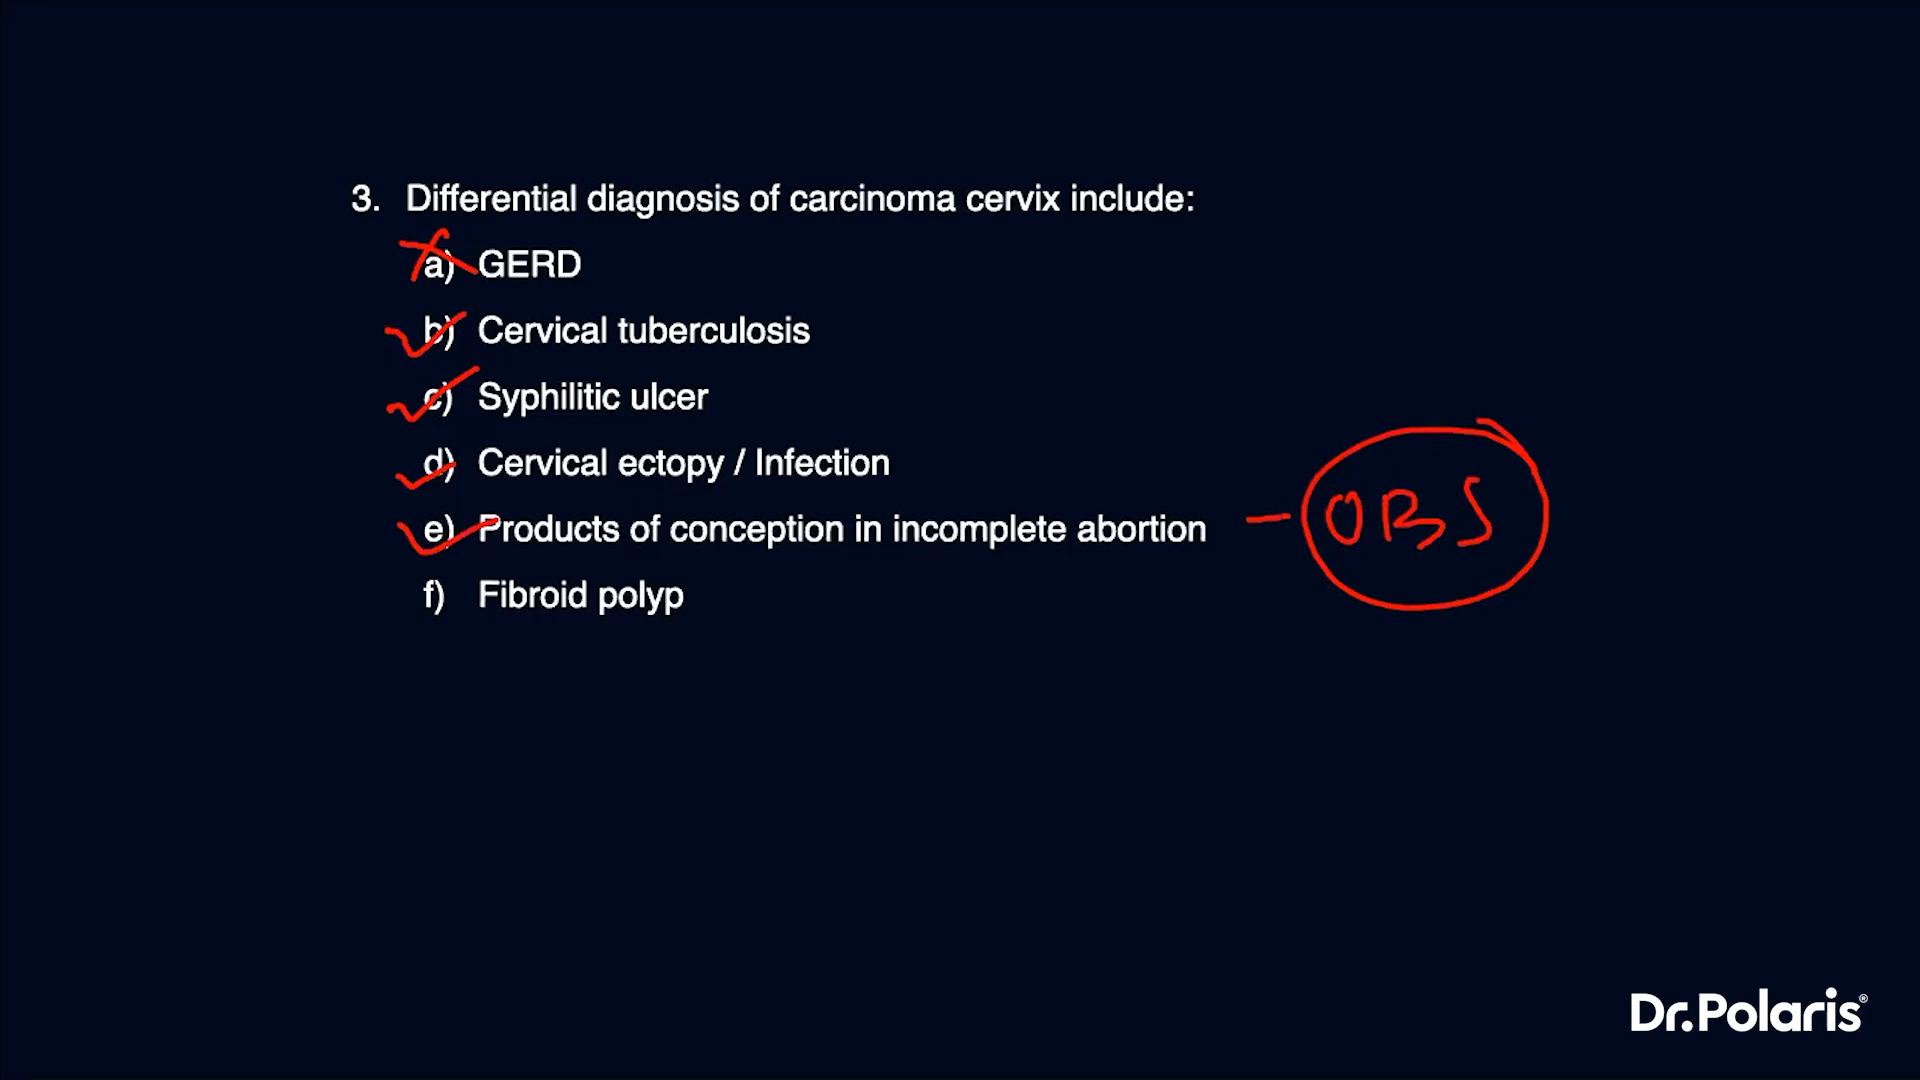 3. Differential diagnosis of carcinoma cervix include:
a) GERD
b) Cervical tuberculosis
c) Syphilitic ulcer
d) Cervical ectopy / Infection
e) Products of conception in incomplete abortion - OBS
f) Fibroid polyp
Dr.Polaris®